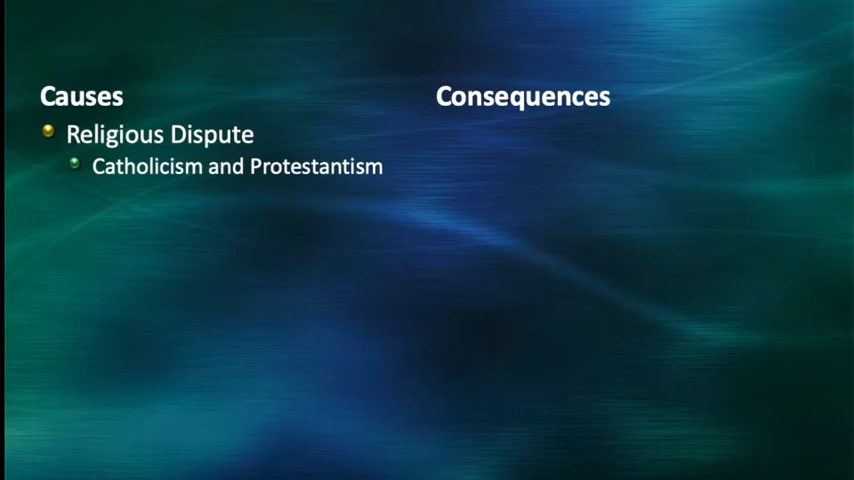 Causes
Religious Dispute
Catholicism and Protestantism
Consequences